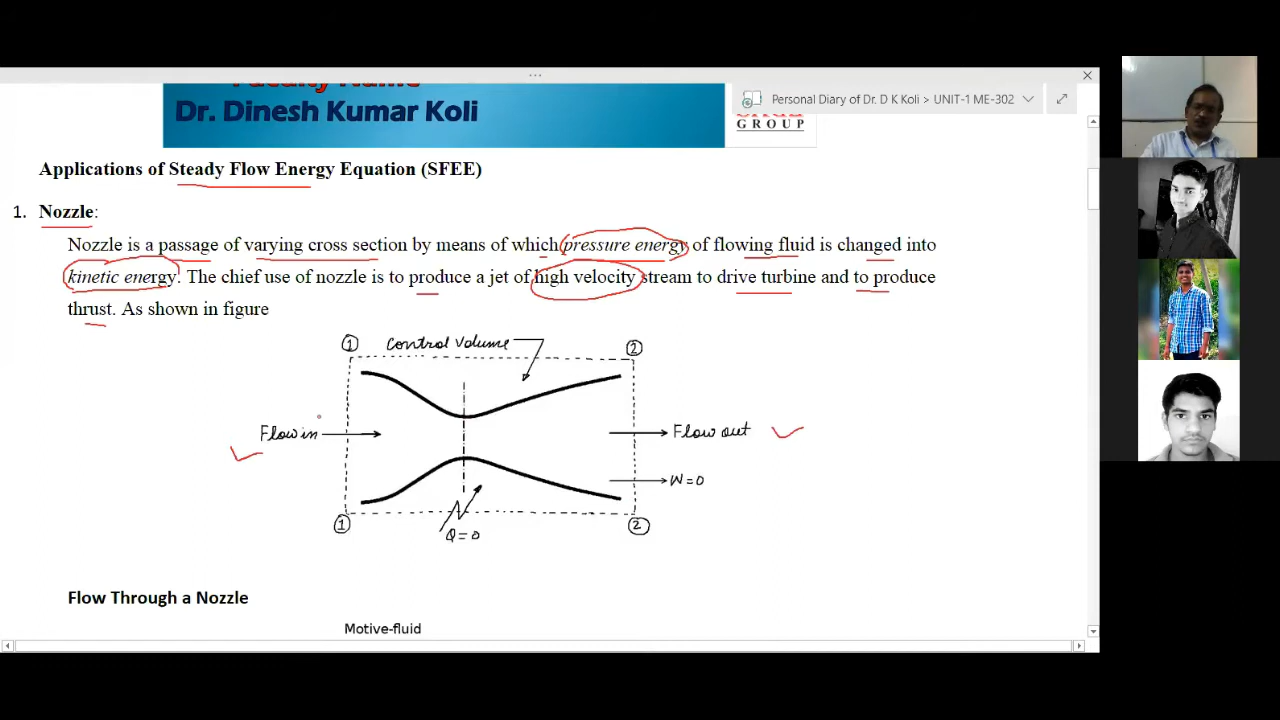 Faculty Name
Dr. Dinesh Kumar Koli
Personal Diary of Dr. D K Koli > UNIT-1 ME-302
GROUP
Applications of Steady Flow Energy Equation (SFEE)
1. Nozzle:
Nozzle is a passage of varying cross section by means of which pressure energy of flowing fluid is changed into
kinetic energy. The chief use of nozzle is to produce a jet of high velocity stream to drive turbine and to produce
thrust. As shown in figure
1 Control Volume 2
Flow in Flow out
W=0
1 Q=0 2
Flow Through a Nozzle
Motive-fluid